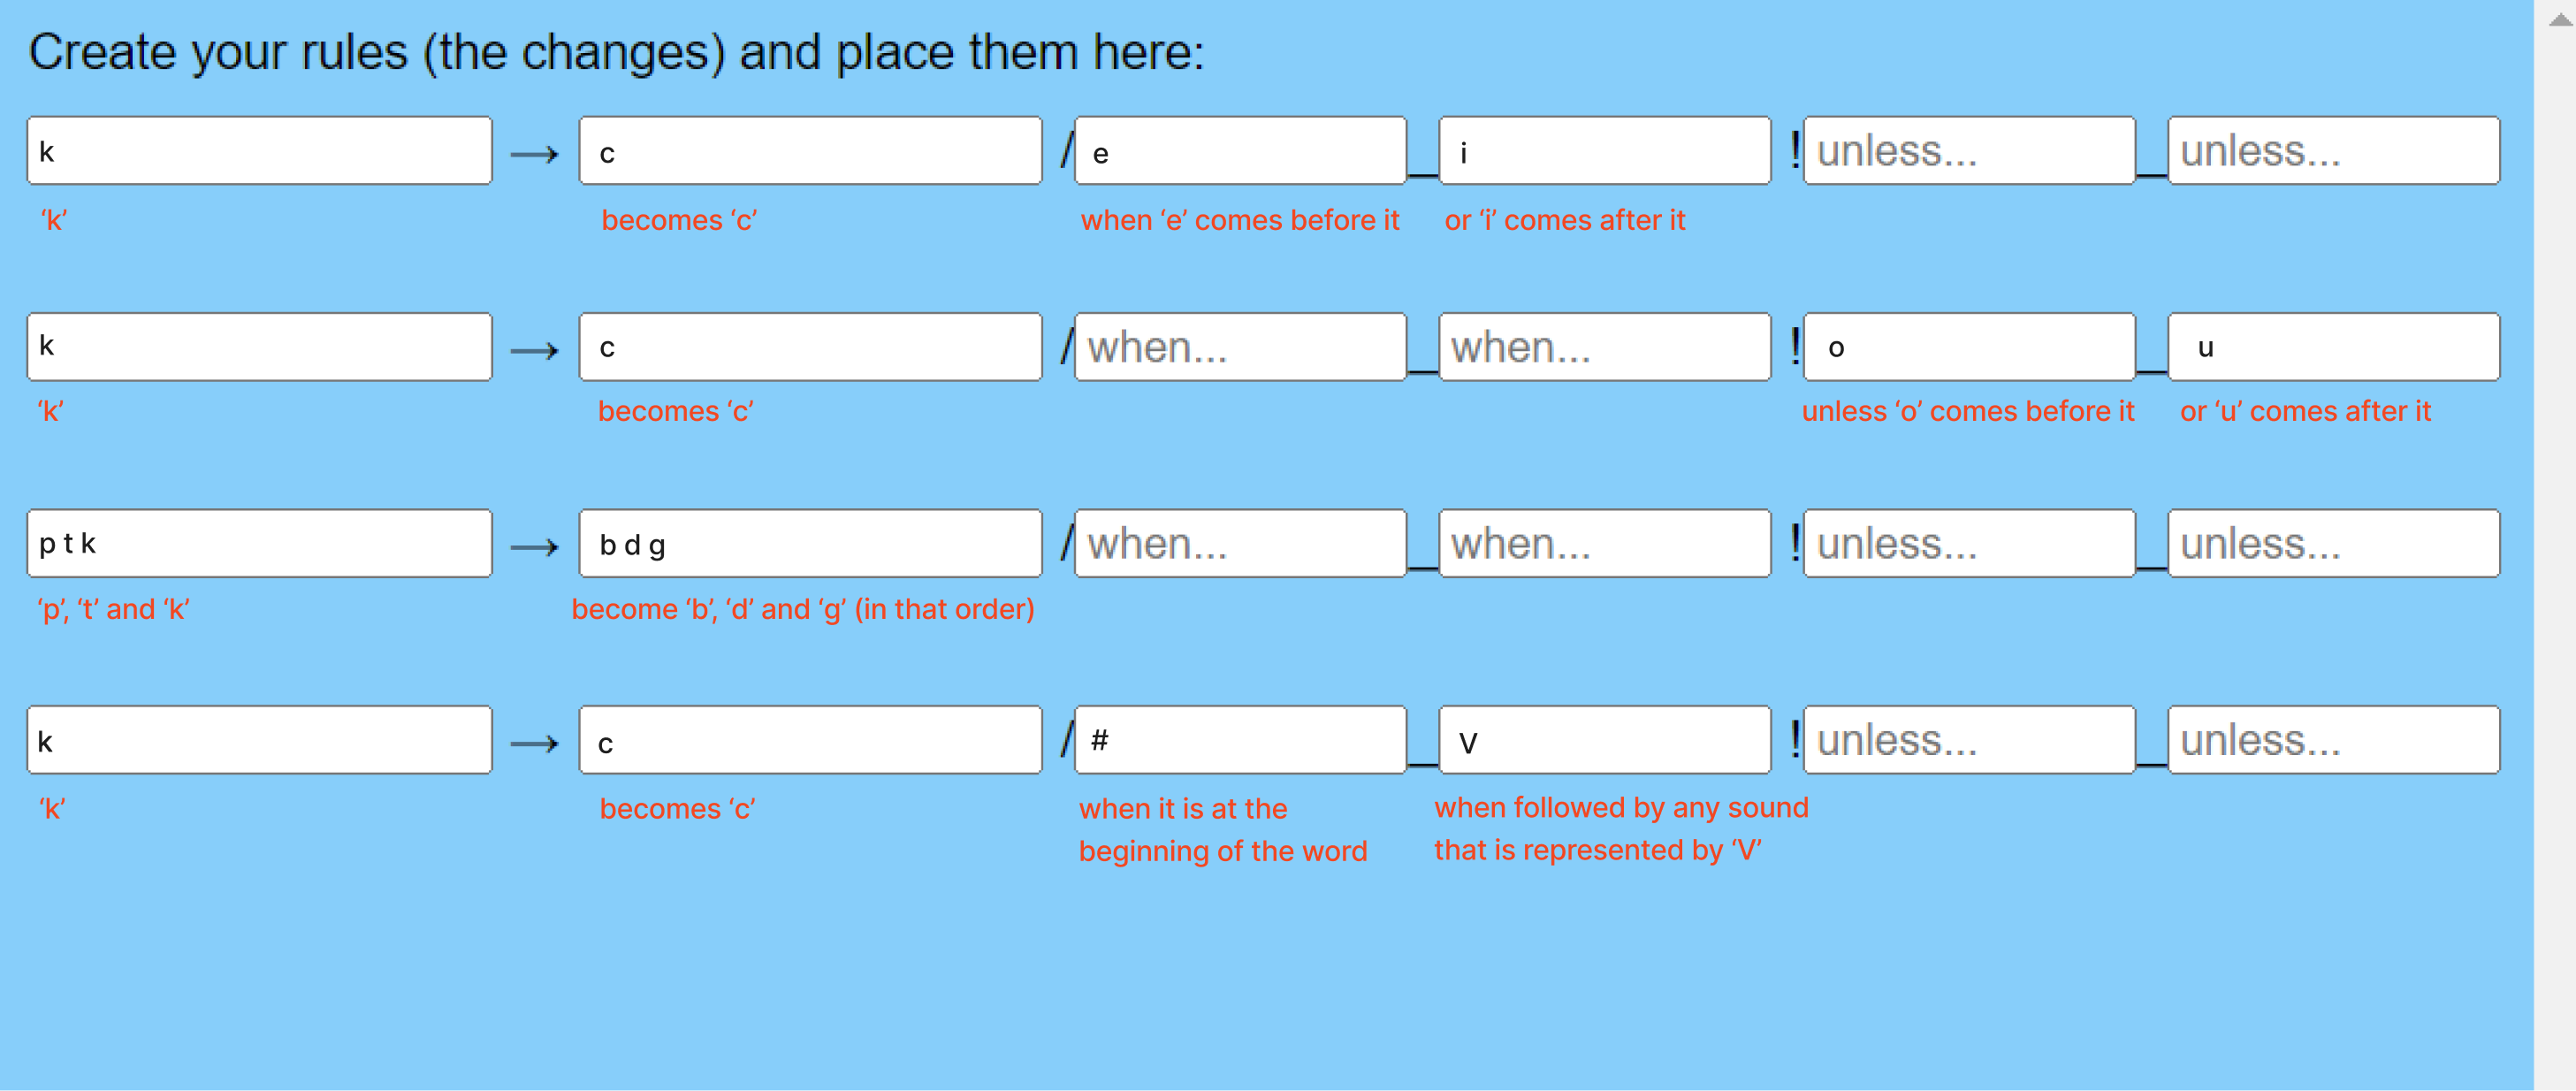 Create your rules (the changes) and place them here:
k → c / e _ i ! unless... _ unless...
‘k’ becomes ‘c’ when ‘e’ comes before it or ‘i’ comes after it
k → c / when... _ when... ! o _ u
‘k’ becomes ‘c’ unless ‘o’ comes before it or ‘u’ comes after it
p t k → b d g / when... _ when... ! unless... _ unless...
‘p’, ‘t’ and ‘k’ become ‘b’, ‘d’ and ‘g’ (in that order)
k → c / # _ V ! unless... _ unless...
‘k’ becomes ‘c’ when it is at the when followed by any sound
beginning of the word that is represented by ‘V’